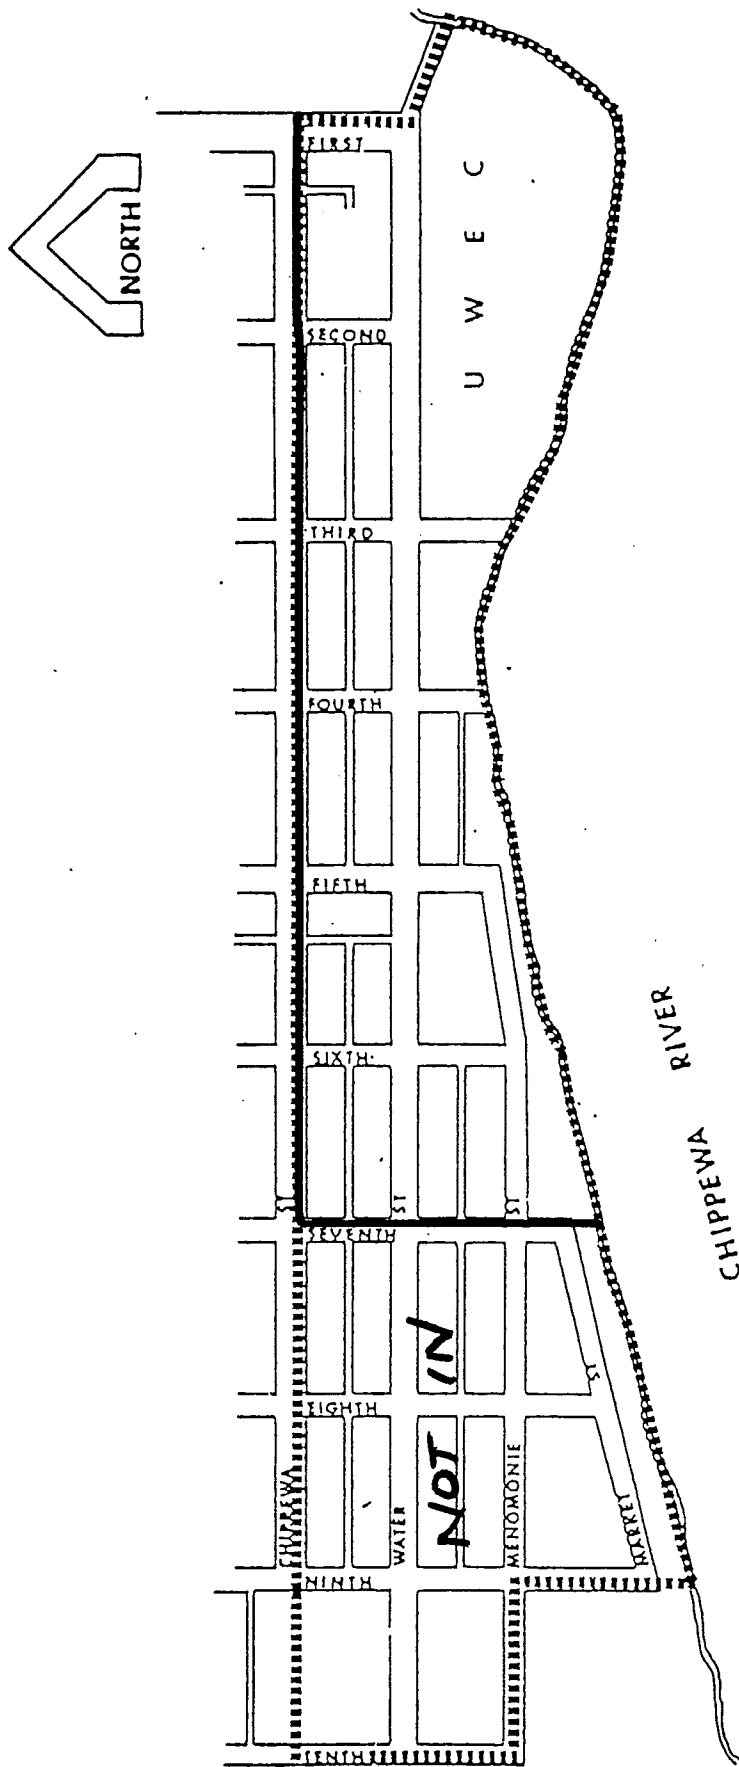 NORTH
FIRST
U W E C
SECOND
THIRD
FOURTH
FIFTH
SIXTH
ST
ST
ST
SEVENTH
CHIPPEWA RIVER
NOT IN
ST
EIGHTH
CHIPPEWA
WATER
MENOMONIE
MARKET
NINTH
TENTH